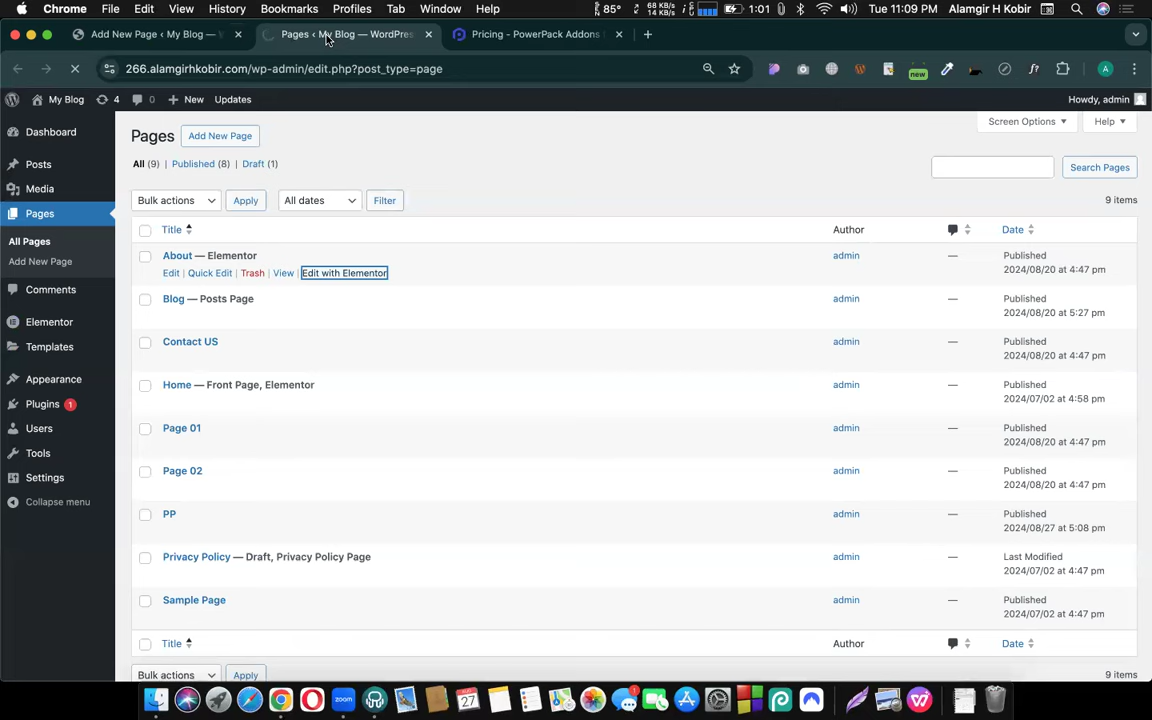 Chrome File Edit View History Bookmarks Profiles Tab Window Help 85° 68 KB/s 14 KB/s 1:01 Tue 11:09 PM Alamgir H Kobir
Add New Page ‹ My Blog — Pages ‹ My Blog — WordPres Pricing - PowerPack Addons
266.alamgirhkobir.com/wp-admin/edit.php?post_type=page new f? A
My Blog 4 0 New Updates Howdy, admin
Screen Options Help
Dashboard
Posts
Media
Pages
All Pages
Add New Page
Comments
Elementor
Templates
Appearance
Plugins 1
Users
Tools
Settings
Collapse menu
Pages Add New Page
All (9) | Published (8) | Draft (1) Search Pages
Bulk actions Apply All dates Filter 9 items
Title Author Date
About — Elementor admin Published
Edit | Quick Edit | Trash | View | Edit with Elementor 2024/08/20 at 4:47 pm
Blog — Posts Page admin — Published
2024/08/20 at 5:27 pm
Contact US admin — Published
2024/08/20 at 4:47 pm
Home — Front Page, Elementor admin — Published
2024/07/02 at 4:58 pm
Page 01 admin — Published
2024/08/20 at 4:47 pm
Page 02 admin — Published
2024/08/20 at 4:47 pm
PP admin — Published
2024/08/27 at 5:08 pm
Privacy Policy — Draft, Privacy Policy Page admin — Last Modified
2024/07/02 at 4:47 pm
Sample Page admin — Published
2024/07/02 at 4:47 pm
Title Author Date
Bulk actions Apply 9 items
27